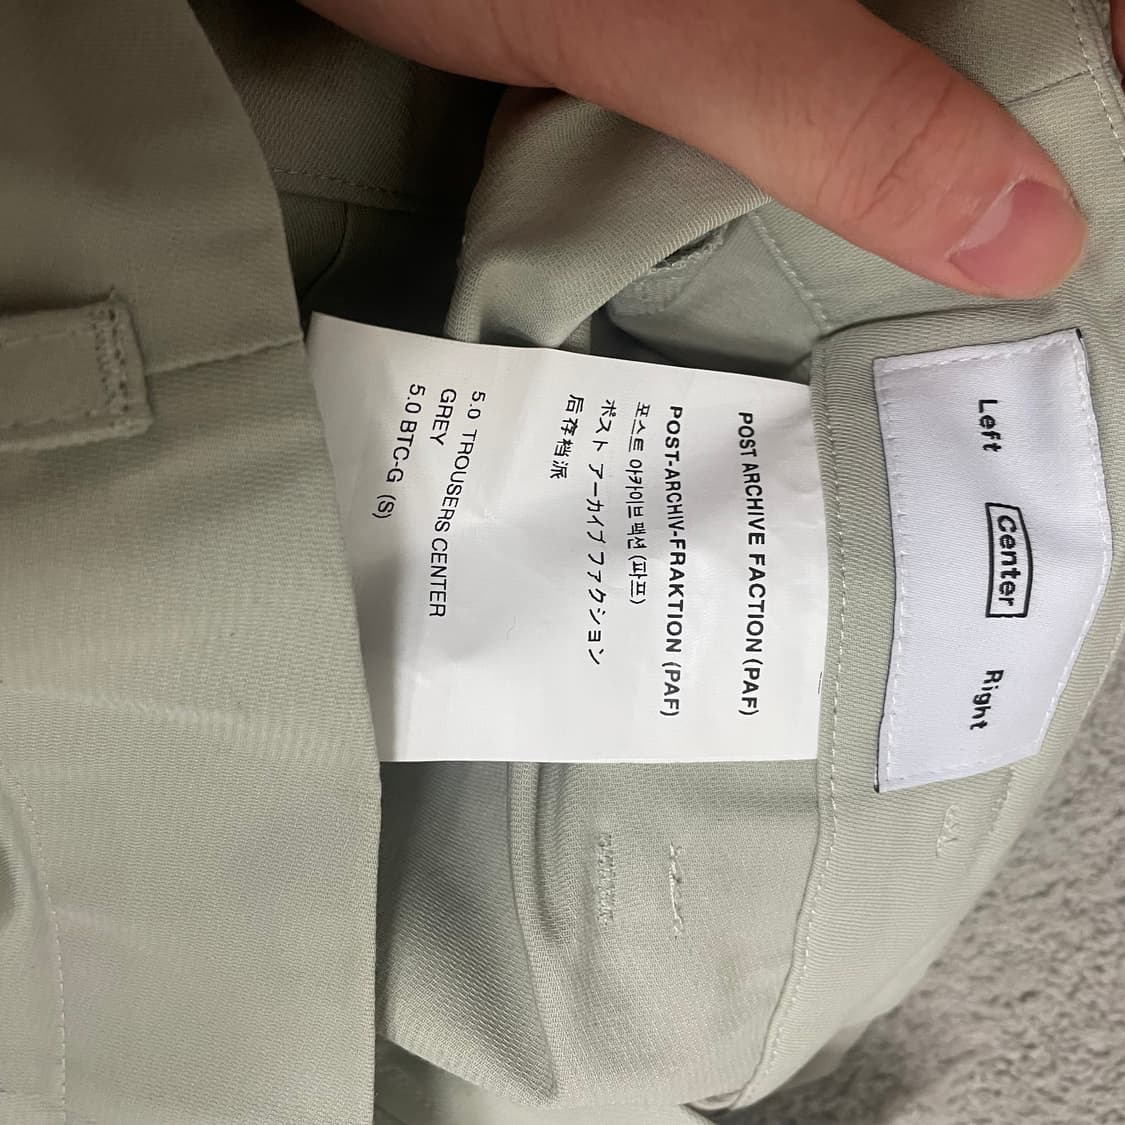 Left Center Right
POST ARCHIVE FACTION (PAF)
POST-ARCHIV-FRAKTION (PAF)
포스트 아카이브 팩션 (파프)
ポスト アーカイブ ファクション
后存档派
5.0 TROUSERS CENTER
GREY
5.0 BTC-G (S)